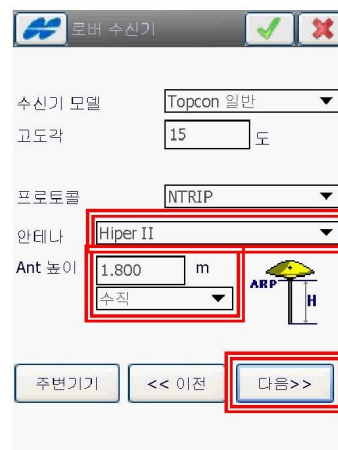 로버 수신기
수신기 모델 Topcon 일반
고도각 15 도
프로토콜 NTRIP
안테나 Hiper II
Ant 높이 1.800 m
수직
ARP
H
주변기기 << 이전 다음>>